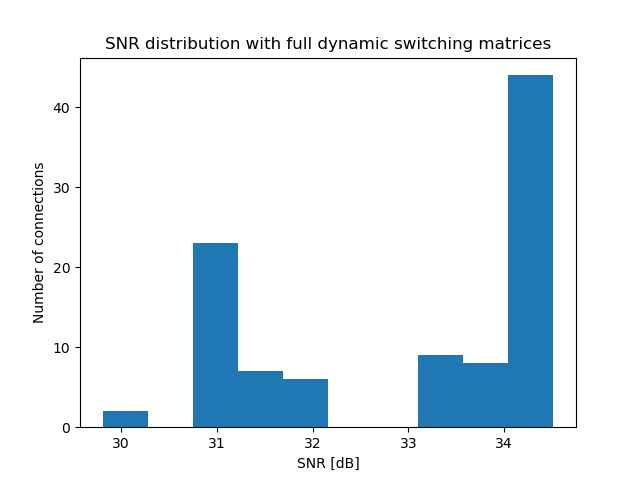 SNR distribution with full dynamic switching matrices
Number of connections
40
30
20
10
0
30 31 32 33 34
SNR [dB]